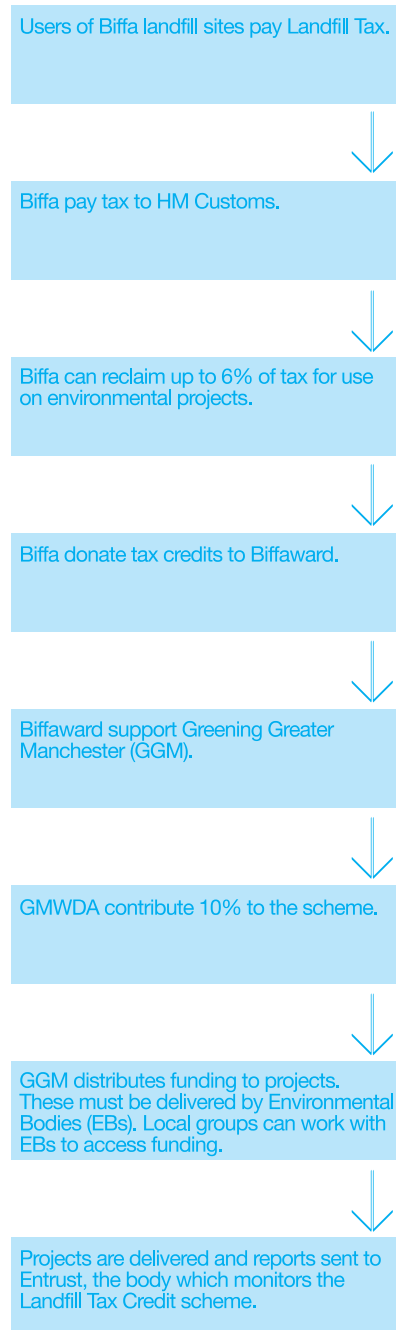 Users of Biffa landfill sites pay Landfill Tax.
Biffa pay tax to HM Customs.
Biffa can reclaim up to 6% of tax for use
on environmental projects.
Biffa donate tax credits to Biffaward.
Biffaward support Greening Greater
Manchester (GGM).
GMWDA contribute 10% to the scheme.
GGM distributes funding to projects.
These must be delivered by Environmental
Bodies (EBs). Local groups can work with
EBs to access funding.
Projects are delivered and reports sent to
Entrust, the body which monitors the
Landfill Tax Credit scheme.